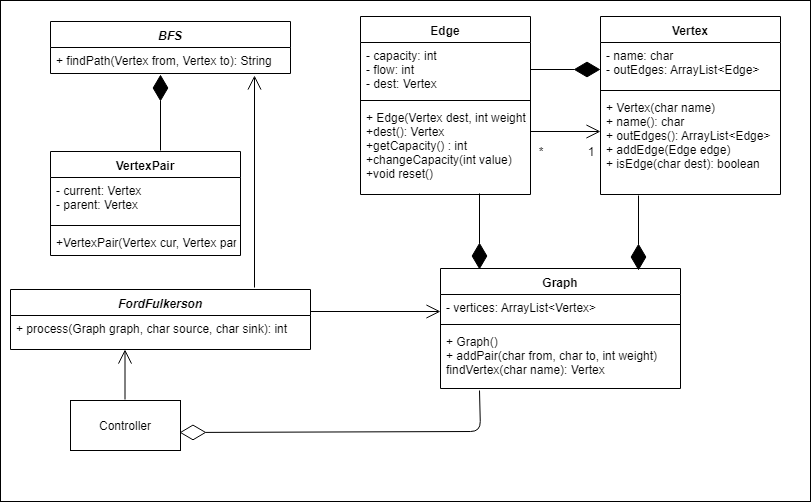 BFS
+ findPath(Vertex from, Vertex to): String
Edge
- capacity: int
- flow: int
- dest: Vertex
+ Edge(Vertex dest, int weight
+dest(): Vertex
+getCapacity() : int
+changeCapacity(int value)
+void reset()
Vertex
- name: char
- outEdges: ArrayList<Edge>
+ Vertex(char name)
+ name(): char
+ outEdges(): ArrayList<Edge>
+ addEdge(Edge edge)
+ isEdge(char dest): boolean
*
1
VertexPair
- current: Vertex
- parent: Vertex
+VertexPair(Vertex cur, Vertex par
FordFulkerson
+ process(Graph graph, char source, char sink): int
Graph
- vertices: ArrayList<Vertex>
+ Graph()
+ addPair(char from, char to, int weight)
findVertex(char name): Vertex
Controller